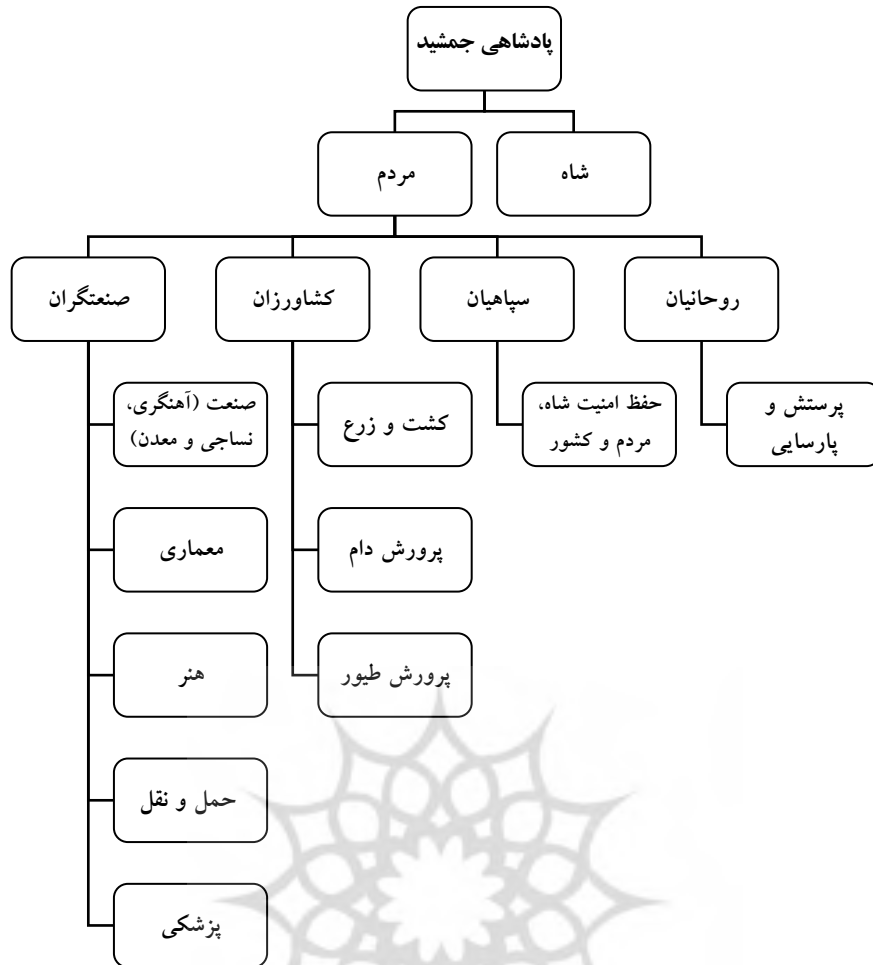 پادشاهی جمشید
شاه
مردم
روحانیان
سپاهیان
کشاورزان
صنعتگران
پرستش و
پارسایی
حفظ امنیت شاه،
مردم و کشور
کشت و زرع
صنعت (آهنگری،
نساجی و معدن)
پرورش دام
معماری
پرورش طیور
هنر
حمل و نقل
پزشکی